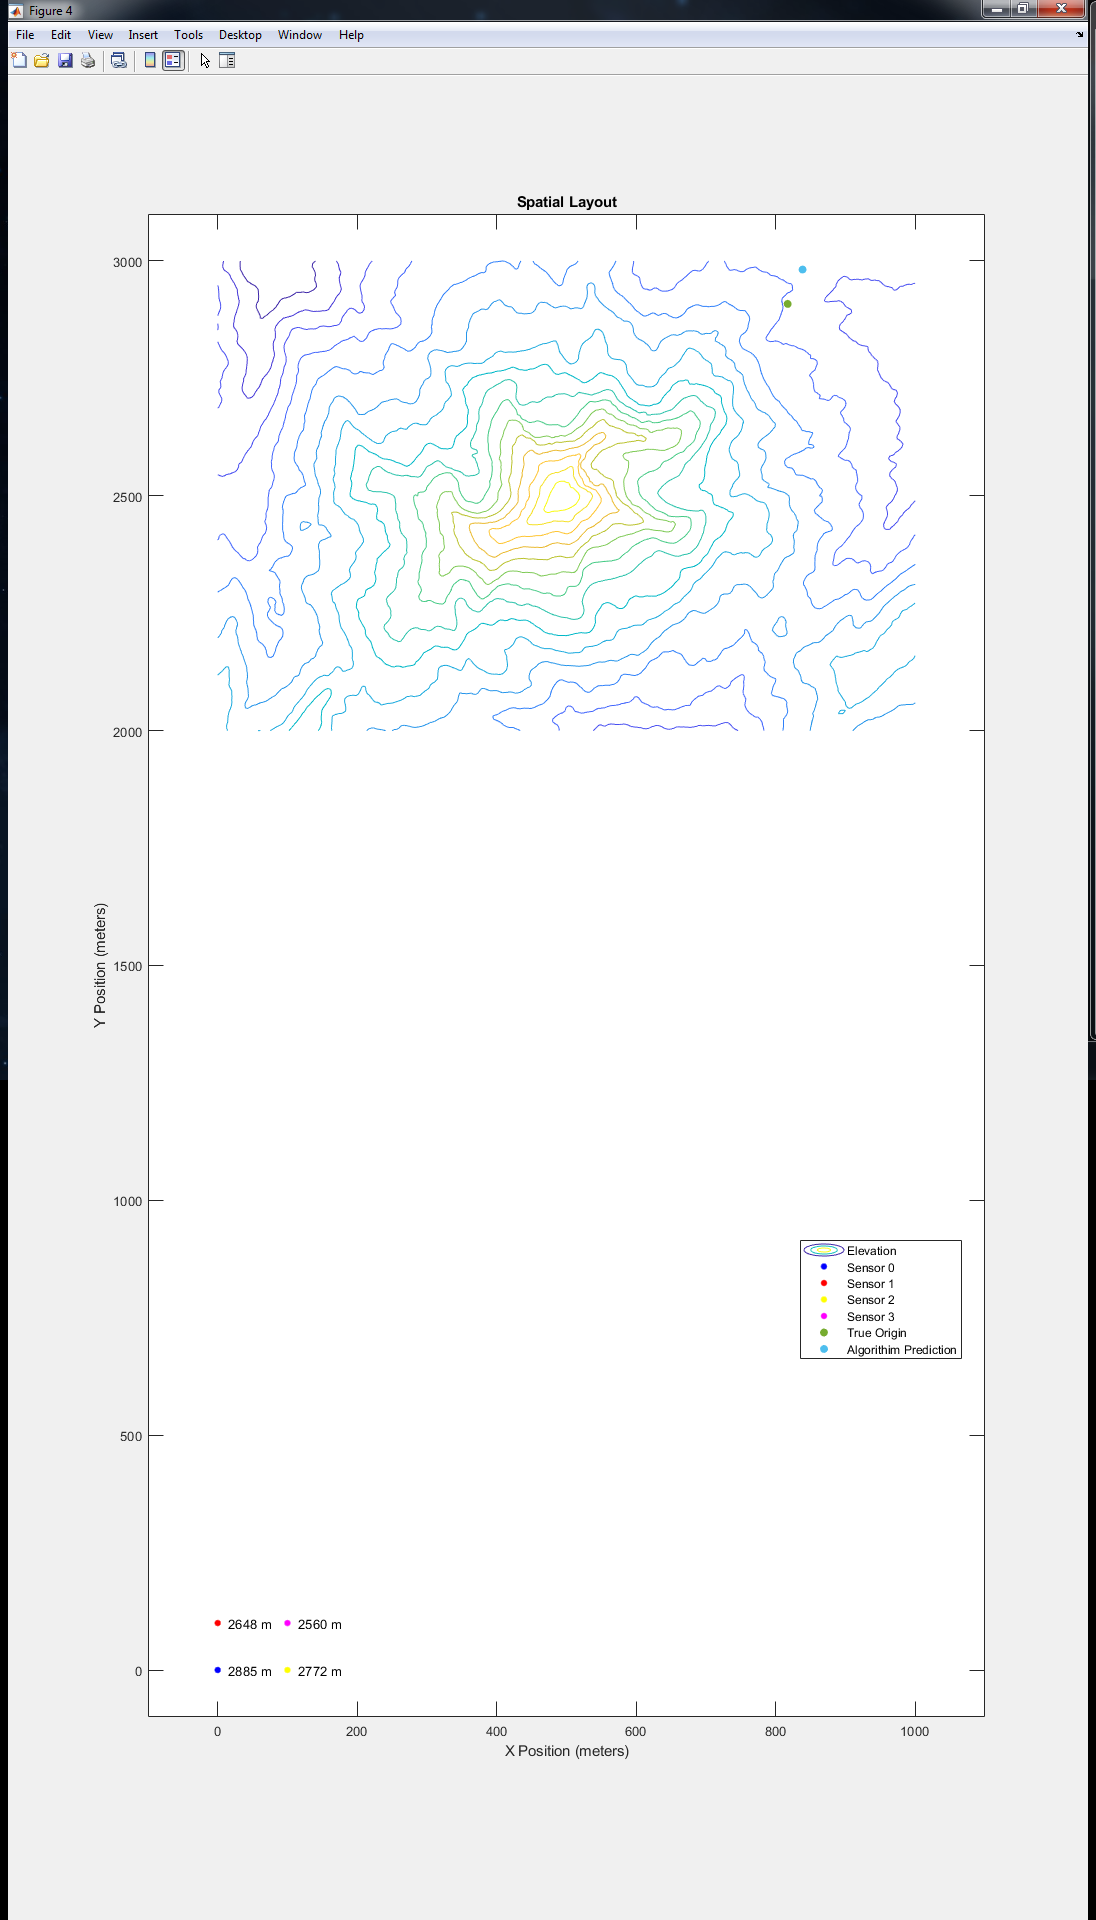 Figure 4
File Edit View Insert Tools Desktop Window Help
Spatial Layout
3000
2500
2000
1500
1000
500
0
Y Position (meters)
Elevation
Sensor 0
Sensor 1
Sensor 2
Sensor 3
True Origin
Algorithim Prediction
2648 m 2560 m
2885 m 2772 m
0 200 400 600 800 1000
X Position (meters)